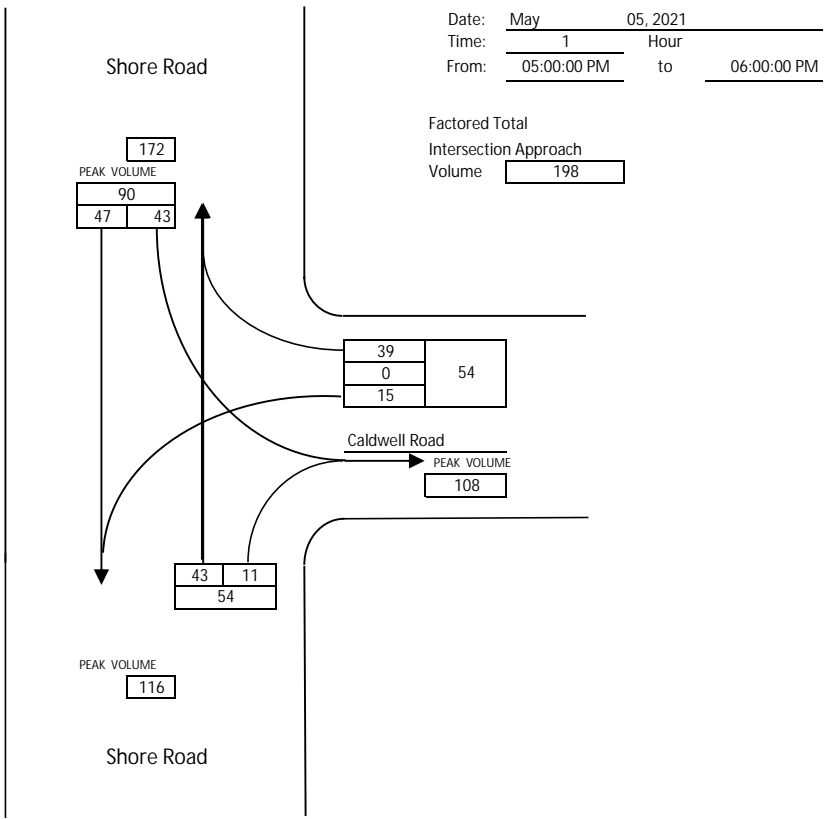 Date: May 05, 2021
Time: 1 Hour
From: 05:00:00 PM to 06:00:00 PM
Shore Road
Factored Total
Intersection Approach
Volume 198
172
PEAK VOLUME
90
47 43
39
0
15
54
Caldwell Road
PEAK VOLUME
108
43 11
54
PEAK VOLUME
116
Shore Road